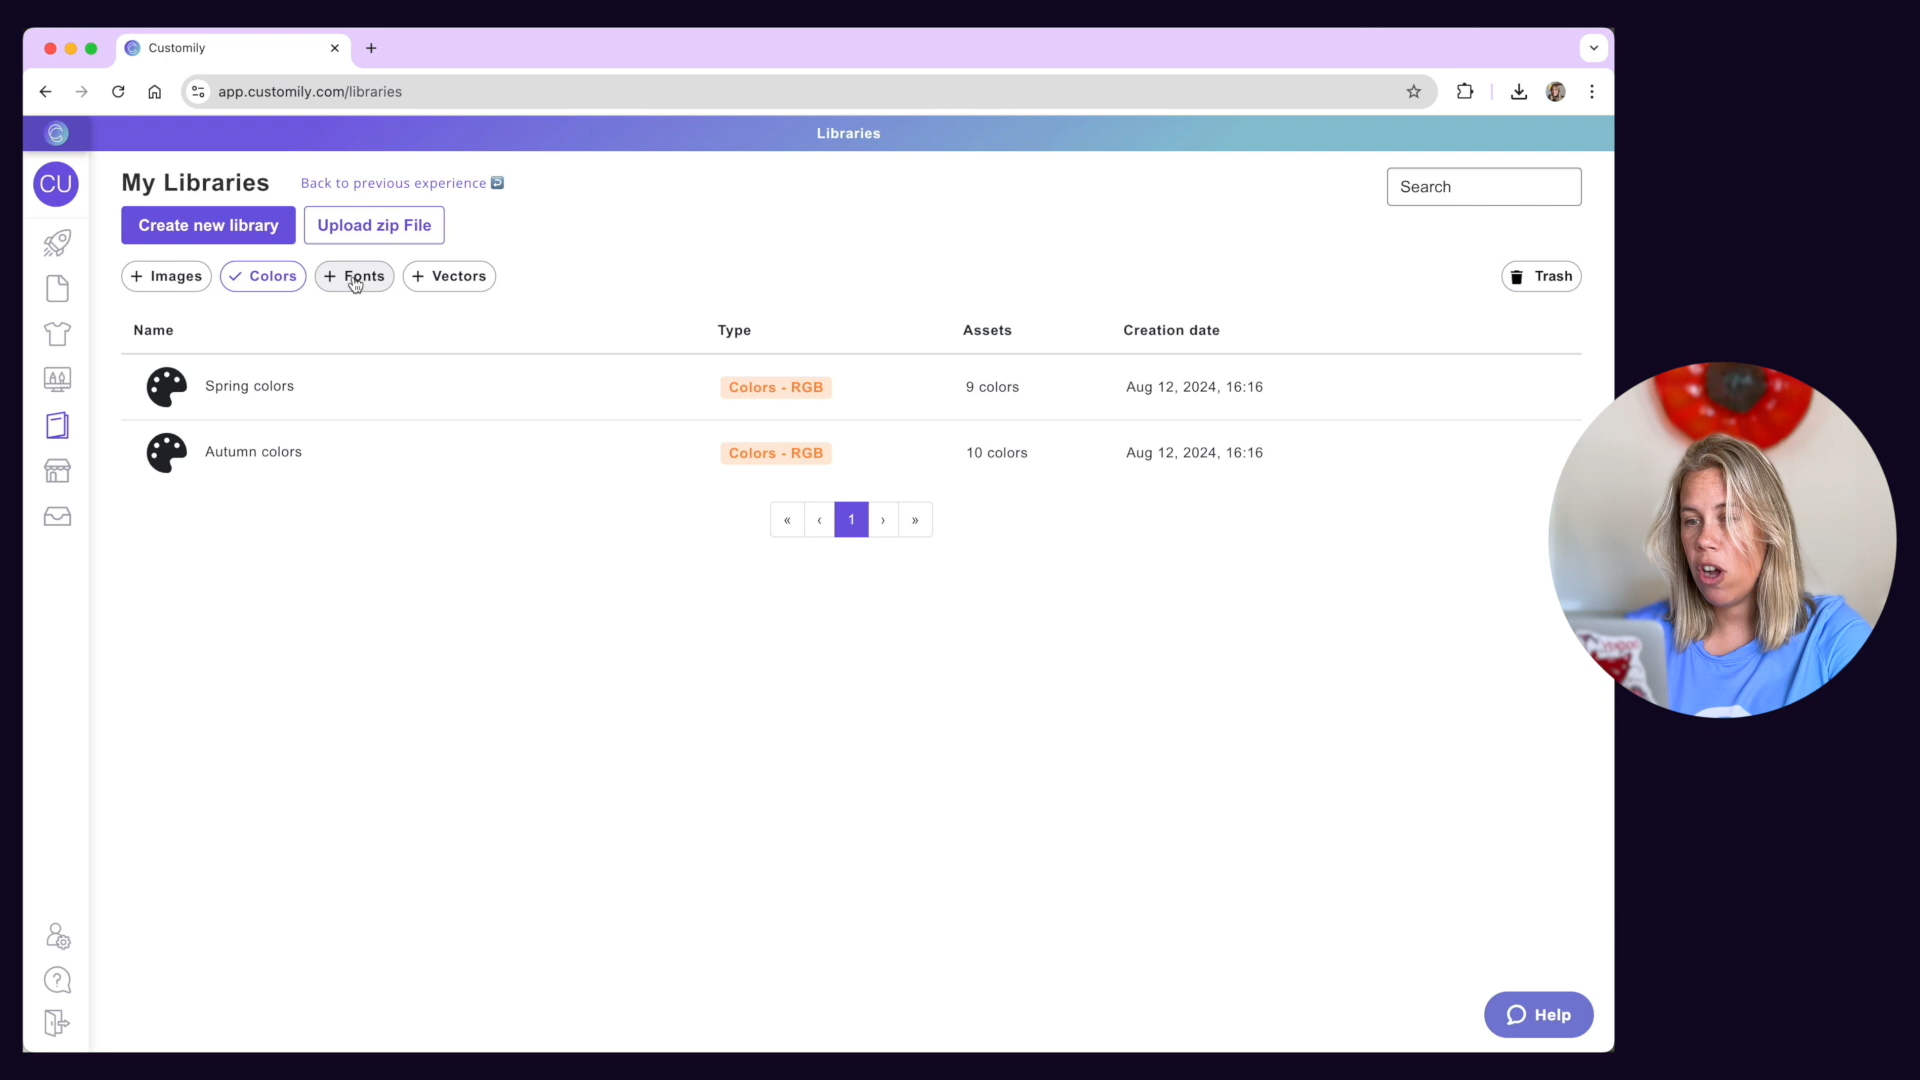 Customily
app.customily.com/libraries
Libraries
CU
My Libraries
Back to previous experience
Search
Create new library
Upload zip File
+ Images
Colors
+ Fonts
+ Vectors
Trash
Name Type Assets Creation date
Spring colors Colors - RGB 9 colors Aug 12, 2024, 16:16
Autumn colors Colors - RGB 10 colors Aug 12, 2024, 16:16
« ‹ 1 › »
Help